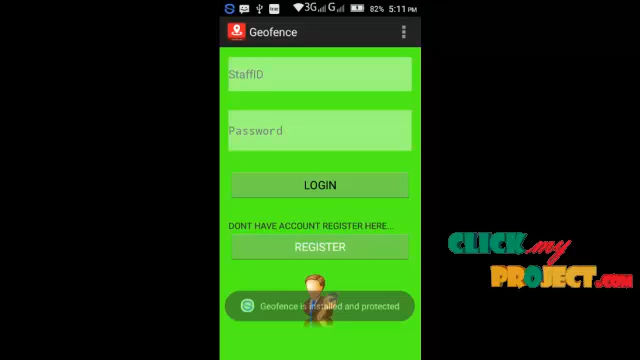 3G G 82% 5:11 PM
Geofence
StaffID
Password
LOGIN
DONT HAVE ACCOUNT REGISTER HERE...
REGISTER
Geofence is installed and protected
CLICK my
PROJECT.COM